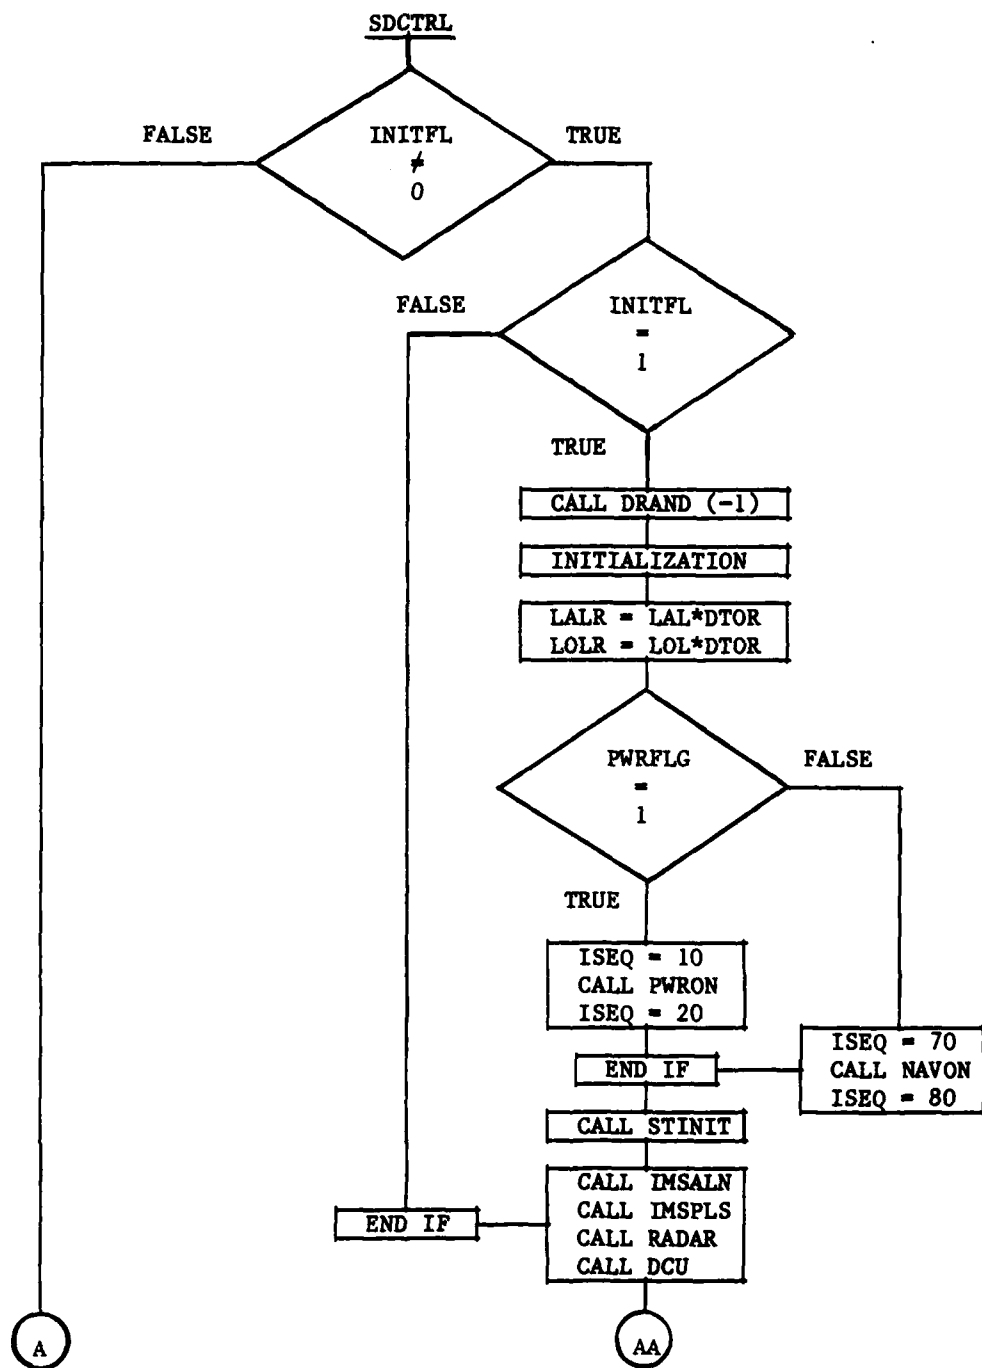 SDCTRL
FALSE
INITFL
≠
0
TRUE
FALSE
INITFL
=
1
TRUE
CALL DRAND (-1)
INITIALIZATION
LALR = LAL*DTOR
LOLR = LOL*DTOR
PWRFLG
=
1
FALSE
TRUE
ISEQ = 10
CALL PWRON
ISEQ = 20
ISEQ = 70
CALL NAVON
ISEQ = 80
END IF
CALL STINIT
CALL IMSALN
CALL IMSPLS
CALL RADAR
CALL DCU
END IF
A
AA